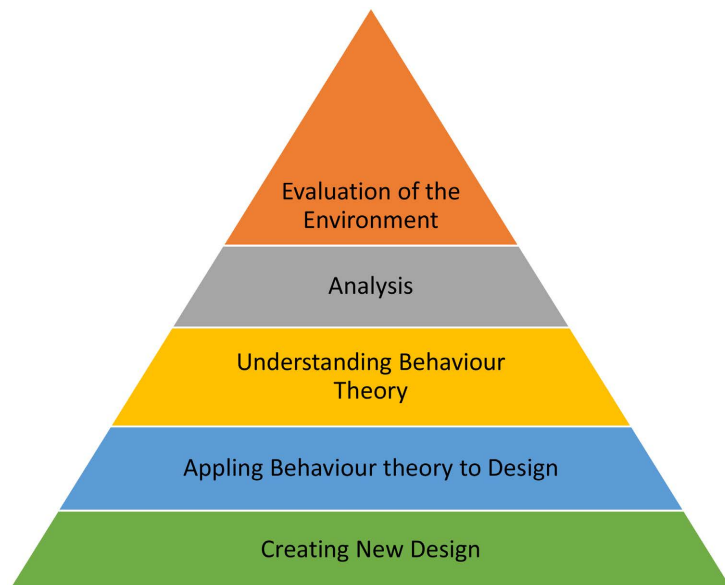 Evaluation of the
Environment
Analysis
Understanding Behaviour
Theory
Appling Behaviour theory to Design
Creating New Design